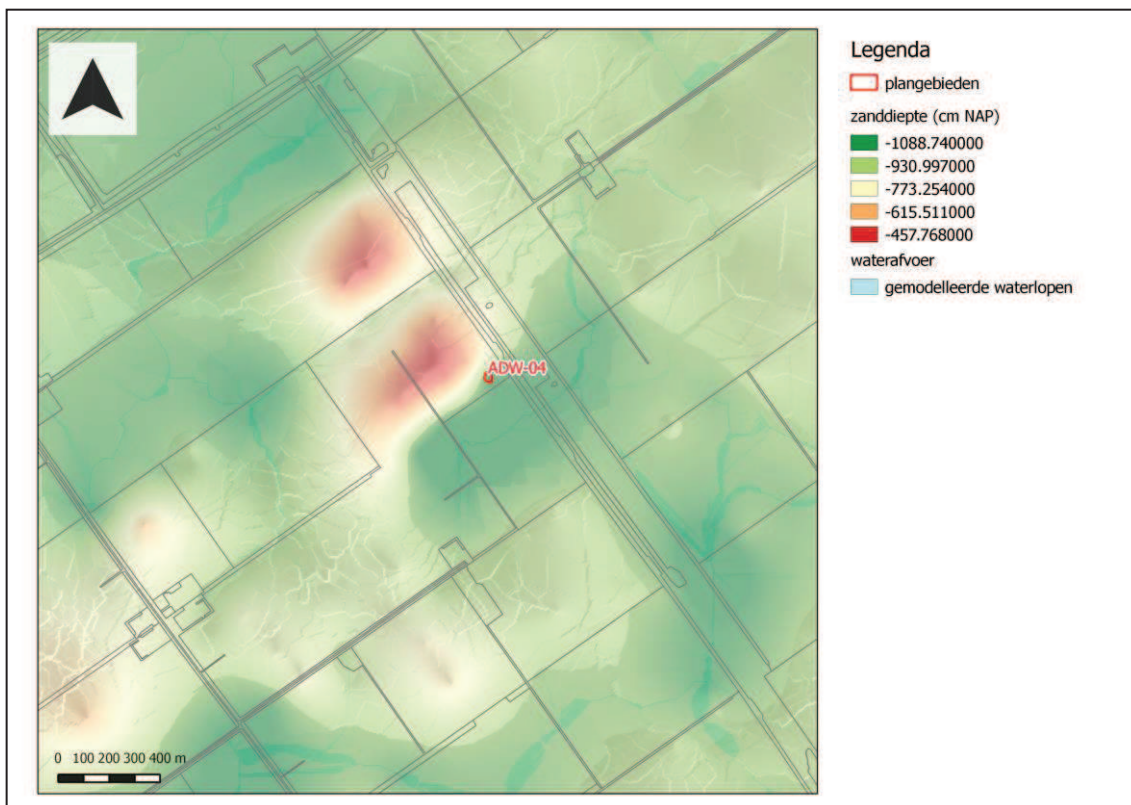 Legenda
plangebieden
zanddiepte (cm NAP)
-1088.740000
-930.997000
-773.254000
-615.511000
-457.768000
waterafvoer
gemodelleerde waterlopen
ADW-04
0 100 200 300 400 m